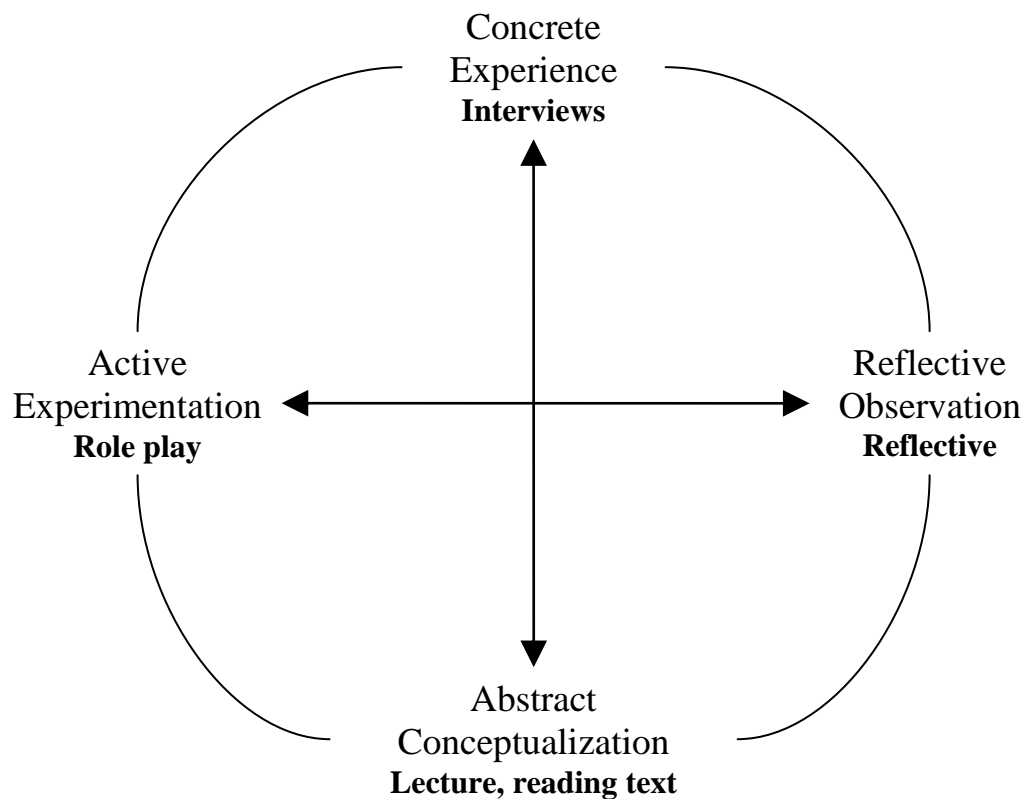 Concrete
Experience
Interviews
Active
Experimentation
Role play
Reflective
Observation
Reflective
Abstract
Conceptualization
Lecture, reading text